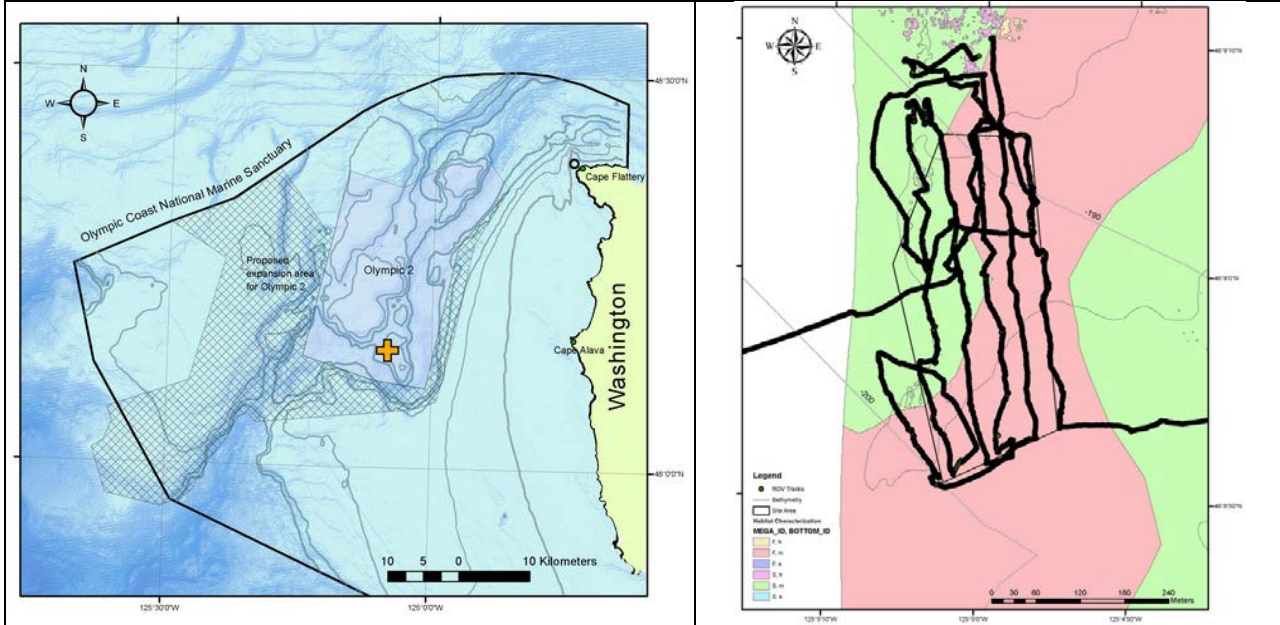 N
W
E
S
48°30'0"N
Olympic Coast National Marine Sanctuary
Cape Flattery
Proposed
expansion area
for Olympic 2
Olympic 2
Cape Alava
Washington
48°0'0"N
10 5 0 10 Kilometers
125°30'0"W
125°0'0"W
N
W
E
S
-190
-200
Legend
ROV Tracks
Bathymetry
Site Area
Habitat Characterization
MEGA_ID, BOTTOM_ID
F, h
F, m
F, s
S, h
S, m
S, s
0 30 60 120 180 240
Meters